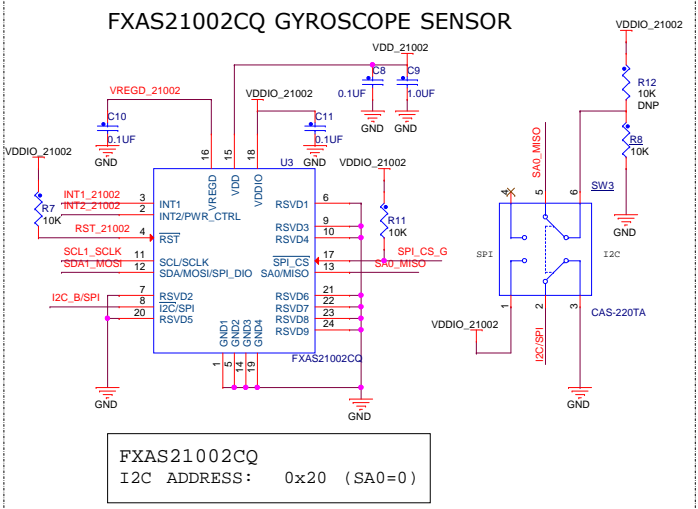 FXAS21002CQ GYROSCOPE SENSOR
VDDIO_21002
VDD_21002
C8
0.1UF
C9
1.0UF
GND
GND
VREGD_21002
VDDIO_21002
C10
0.1UF
GND
C11
0.1UF
GND
R12
10K
DNP
R8
10K
GND
VDDIO_21002
R7
10K
VDDIO_21002
R11
10K
U3
16
15
18
VREGD
VDD
VDDIO
INT1_21002
3
INT1
INT2_21002
2
INT2/PWR_CTRL
RST_21002
4
RST
SCL1_SCLK
11
SCL/SCLK
SDA1_MOSI
12
SDA/MOSI/SPI_DIO
7
RSVD2
I2C_B/SPI
8
I2C/SPI
20
RSVD5
RSVD1
6
RSVD3
9
RSVD4
10
SPI_CS
17
SPI_CS_G
SA0/MISO
13
SA0_MISO
RSVD6
21
RSVD7
22
RSVD8
23
RSVD9
24
GND1
GND2
GND3
GND4
1
5
14
19
FXAS21002CQ
GND
GND
SA0_MISO
4
5
6
SW3
SPI
I2C
1
2
3
CAS-220TA
VDDIO_21002
I2C/SPI
GND
FXAS21002CQ
I2C ADDRESS: 0x20 (SA0=0)